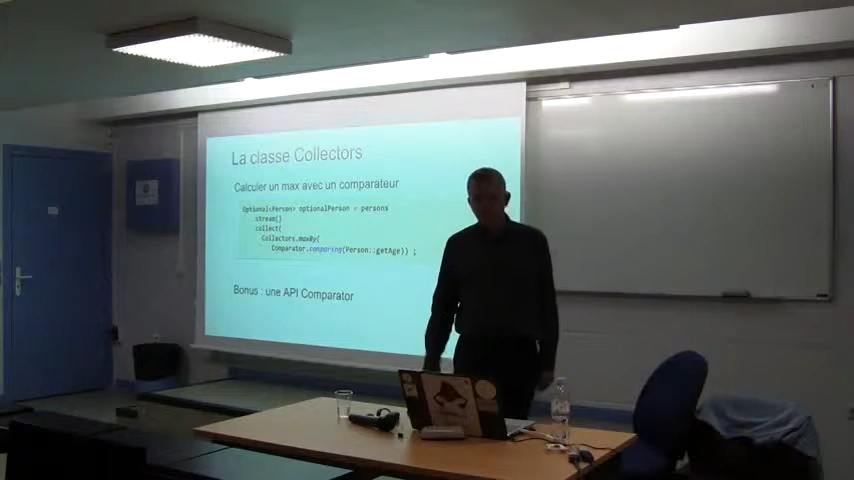 La classe Collectors
Calculer un max avec un comparateur
Optional<Person> optionalPerson = persons
stream()
collect(
Collectors.maxBy(
Comparator.comparing(Person::getAge)) ;
Bonus : une API Comparator